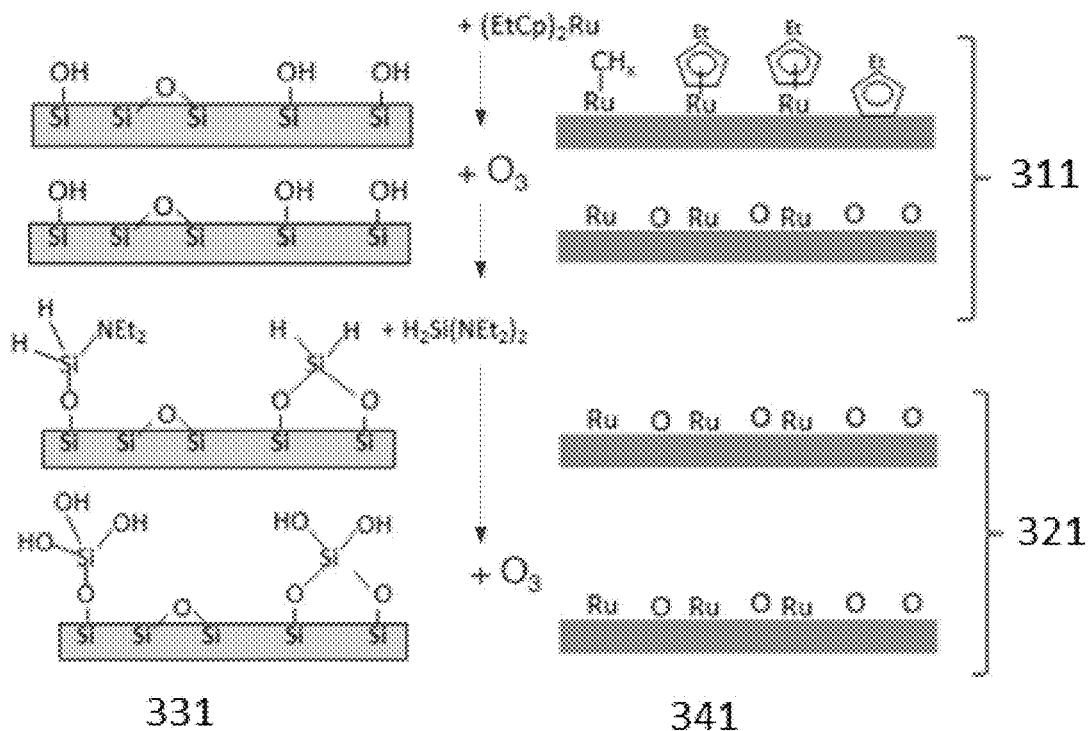 + (EtCp)₂Ru
OH O OH OH
Si Si Si Si Si
CHₓ Et Et Et
Ru Ru Ru
311
+ O₃
OH O OH OH
Si Si Si Si Si
Ru O Ru O Ru O O
H H NEt₂ Si
+ H₂Si(NEt₂)₂
H H Si
O O O O
Si Si Si Si Si
Ru O Ru O Ru O O
321
OH OH HO Si
HO OH Si
+ O₃
O O O O
Si Si Si Si Si
Ru O Ru O Ru O O
331
341